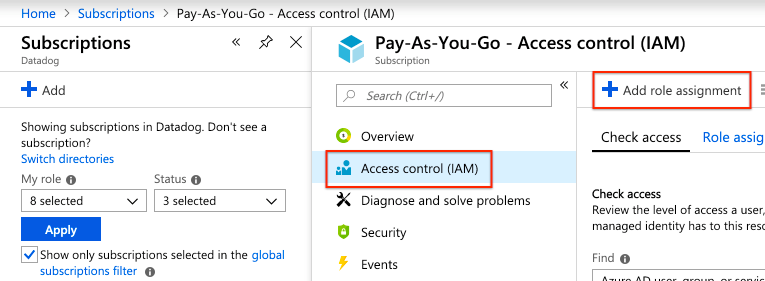 Home > Subscriptions > Pay-As-You-Go - Access control (IAM)
Subscriptions
Datadog
Add
Showing subscriptions in Datadog. Don't see a
subscription?
Switch directories
My role
Status
8 selected
3 selected
Apply
Show only subscriptions selected in the global
subscriptions filter
Pay-As-You-Go - Access control (IAM)
Subscription
Search (Ctrl+/)
Overview
Access control (IAM)
Diagnose and solve problems
Security
Events
Add role assignment
Check access
Role assig
Check access
Review the level of access a user,
managed identity has to this reso
Find
Azure AD user, group, or servic